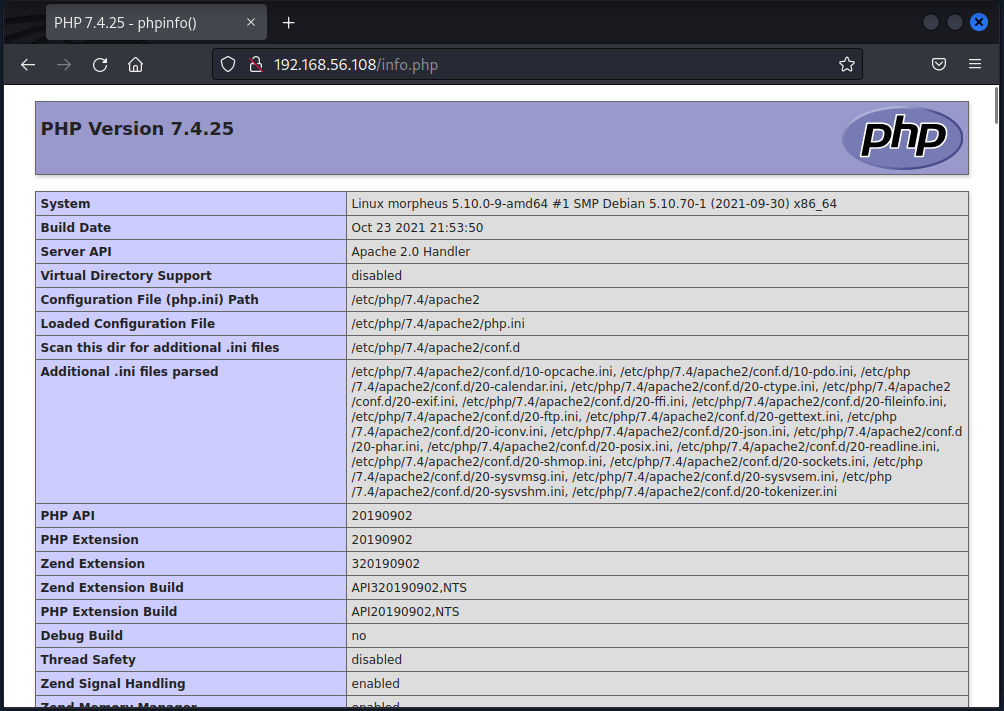 PHP 7.4.25 - phpinfo()
192.168.56.108/info.php
PHP Version 7.4.25
php
System Linux morpheus 5.10.0-9-amd64 #1 SMP Debian 5.10.70-1 (2021-09-30) x86_64
Build Date Oct 23 2021 21:53:50
Server API Apache 2.0 Handler
Virtual Directory Support disabled
Configuration File (php.ini) Path /etc/php/7.4/apache2
Loaded Configuration File /etc/php/7.4/apache2/php.ini
Scan this dir for additional .ini files /etc/php/7.4/apache2/conf.d
Additional .ini files parsed /etc/php/7.4/apache2/conf.d/10-opcache.ini, /etc/php/7.4/apache2/conf.d/10-pdo.ini, /etc/php
/7.4/apache2/conf.d/20-calendar.ini, /etc/php/7.4/apache2/conf.d/20-ctype.ini, /etc/php/7.4/apache2
/conf.d/20-exif.ini, /etc/php/7.4/apache2/conf.d/20-ffi.ini, /etc/php/7.4/apache2/conf.d/20-fileinfo.ini,
/etc/php/7.4/apache2/conf.d/20-ftp.ini, /etc/php/7.4/apache2/conf.d/20-gettext.ini, /etc/php
/7.4/apache2/conf.d/20-iconv.ini, /etc/php/7.4/apache2/conf.d/20-json.ini, /etc/php/7.4/apache2/conf.d
/20-phar.ini, /etc/php/7.4/apache2/conf.d/20-posix.ini, /etc/php/7.4/apache2/conf.d/20-readline.ini,
/etc/php/7.4/apache2/conf.d/20-shmop.ini, /etc/php/7.4/apache2/conf.d/20-sockets.ini, /etc/php
/7.4/apache2/conf.d/20-sysvmsg.ini, /etc/php/7.4/apache2/conf.d/20-sysvsem.ini, /etc/php
/7.4/apache2/conf.d/20-sysvshm.ini, /etc/php/7.4/apache2/conf.d/20-tokenizer.ini
PHP API 20190902
PHP Extension 20190902
Zend Extension 320190902
Zend Extension Build API320190902,NTS
PHP Extension Build API20190902,NTS
Debug Build no
Thread Safety disabled
Zend Signal Handling enabled
Zend Memory Manager enabled